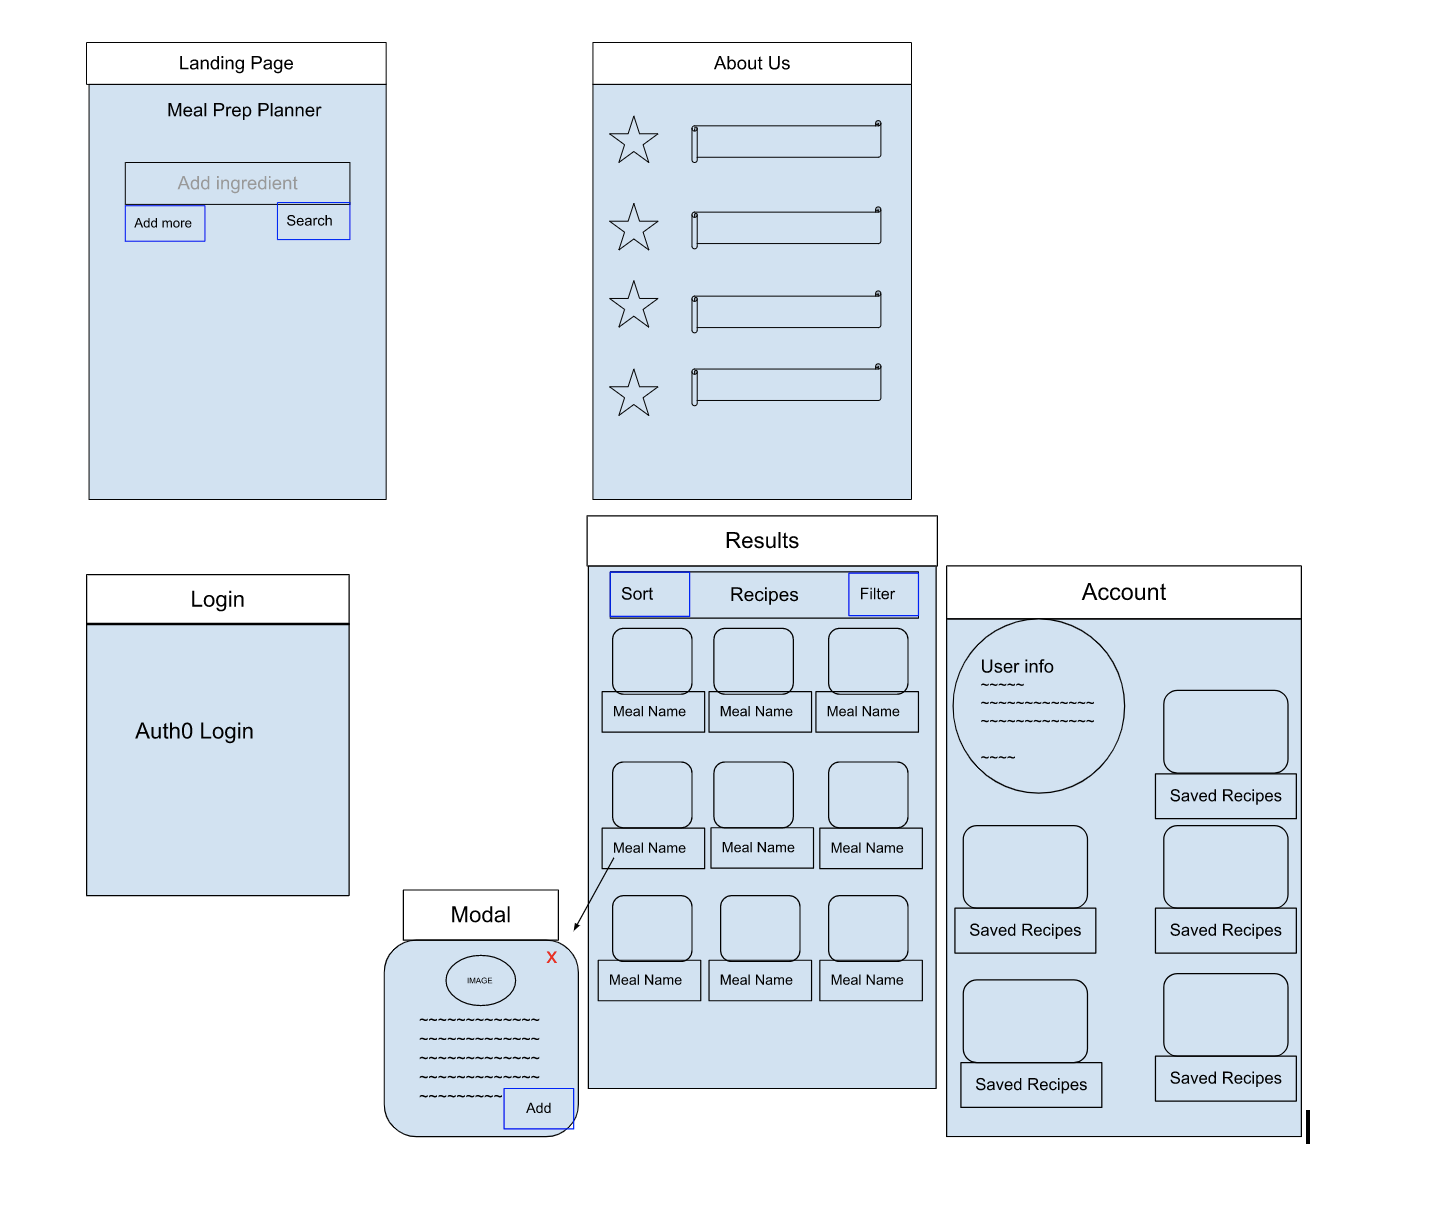 Landing Page
Meal Prep Planner
Add ingredient
Add more
Search
About Us
Login
Auth0 Login
Results
Sort
Recipes
Filter
Meal Name
Meal Name
Meal Name
Meal Name
Meal Name
Meal Name
Meal Name
Meal Name
Meal Name
Modal
X
IMAGE
~~~~~~~~~~~~~
~~~~~~~~~~~~~
~~~~~~~~~~~~~
~~~~~~~~~~~~~
~~~~~~~~~
Add
Account
User info
~~~~~
~~~~~~~~~~~~~
~~~~~~~~~~~~~
~~~~
Saved Recipes
Saved Recipes
Saved Recipes
Saved Recipes
Saved Recipes